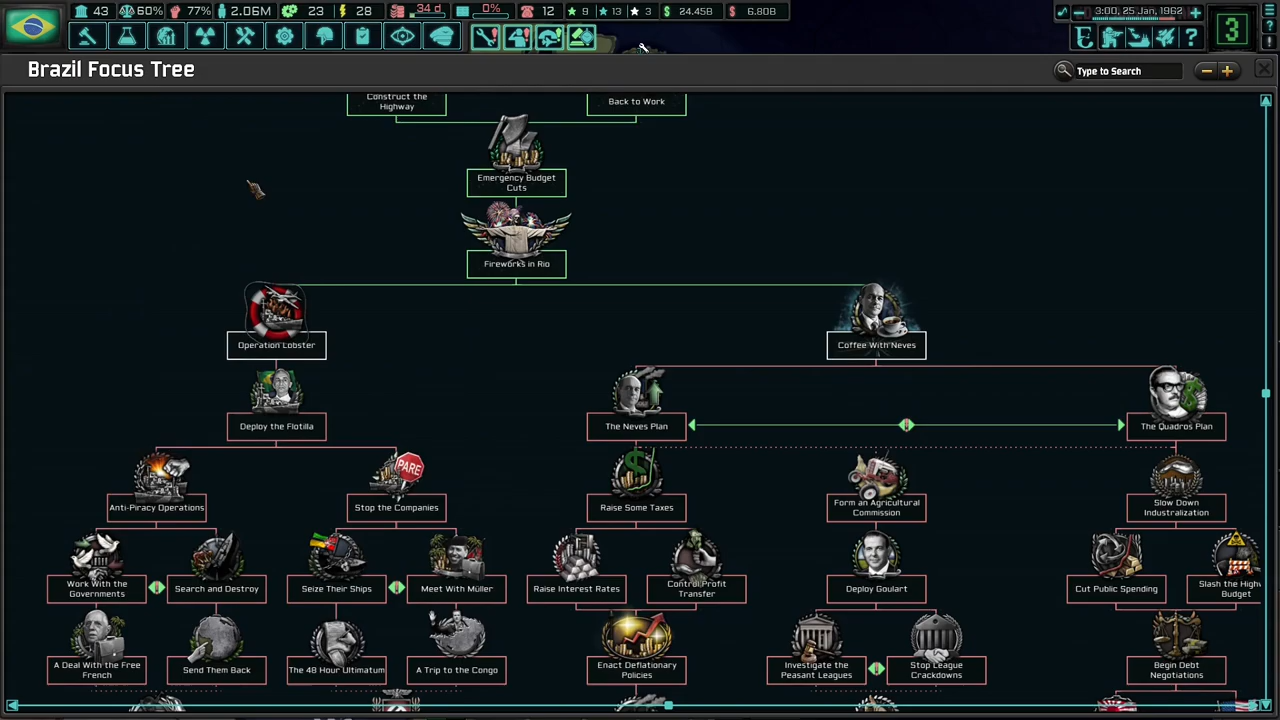 43 60% 77% 2.06M 23 28 34 d 0% 12 9 13 3 $ 24.45B $ 6.80B 3:00, 25 Jan, 1962 3
Brazil Focus Tree
Type to Search
Construct the
Highway
Back to Work
Emergency Budget
Cuts
Fireworks in Rio
Operation Lobster
Coffee With Neves
Deploy the Flotilla
The Neves Plan
The Quadros Plan
PARE
Anti-Piracy Operations
Stop the Companies
Raise Some Taxes
Form an Agricultural
Commission
Slow Down
Industralization
Work With the
Governments
Search and Destroy
Seize Their Ships
Meet With Müller
Raise Interest Rates
Control Profit
Transfer
Deploy Goulart
Cut Public Spending
Slash the High
Budget
A Deal With the Free
French
Send Them Back
The 48 Hour Ultimatum
A Trip to the Congo
Enact Deflationary
Policies
Investigate the
Peasant Leagues
Stop League
Crackdowns
Begin Debt
Negotiations